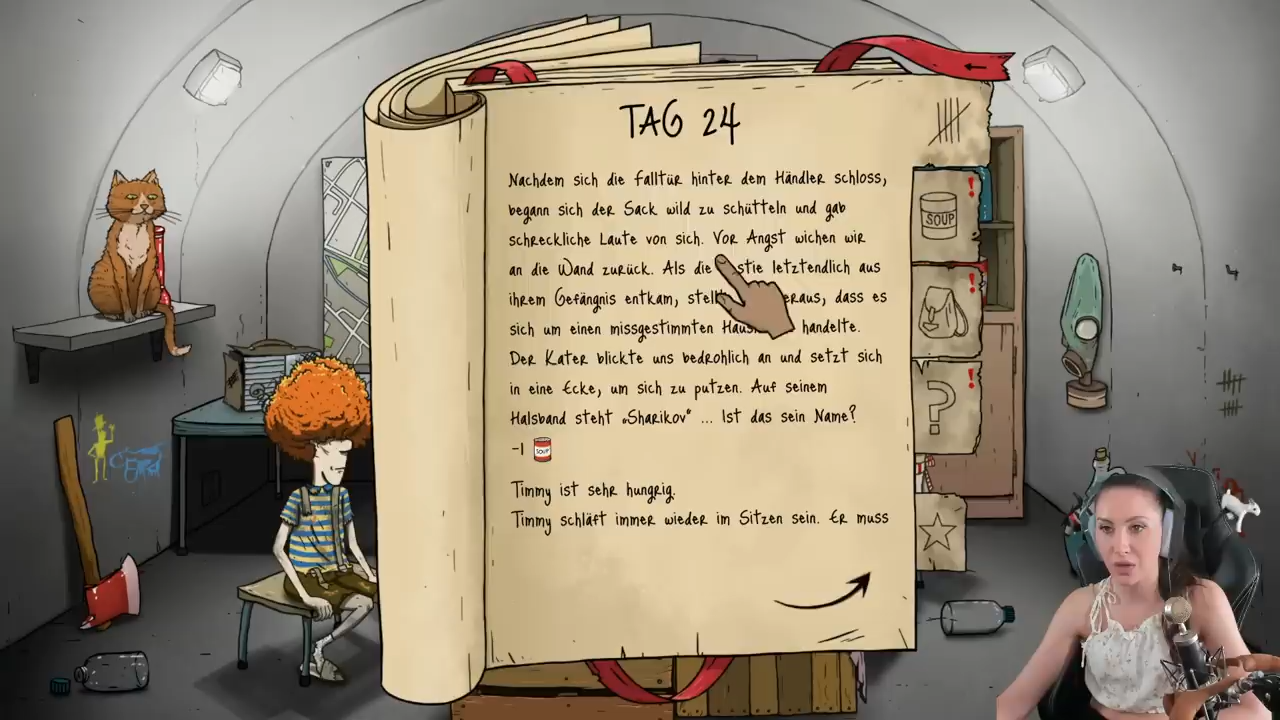 TAG 24
Nachdem sich die Falltür hinter dem Händler schloss,
begann sich der Sack wild zu schütteln und gab
schreckliche Laute von sich. Vor Angst wichen wir
an die Wand zurück. Als die letztendlich aus
ihrem Gefängnis entkam, dass es
sich um einen missgestimmten handelte.
Der Kater blickte uns bedrohlich an und setzt sich
in eine Ecke, um sich zu putzen. Auf seinem
Halsband steht „Sharikov" ... Ist das sein Name?
-1 SOUP
Timmy ist sehr hungrig.
Timmy schläft immer wieder im Sitzen sein. Er muss
SOUP
!
!
?
!